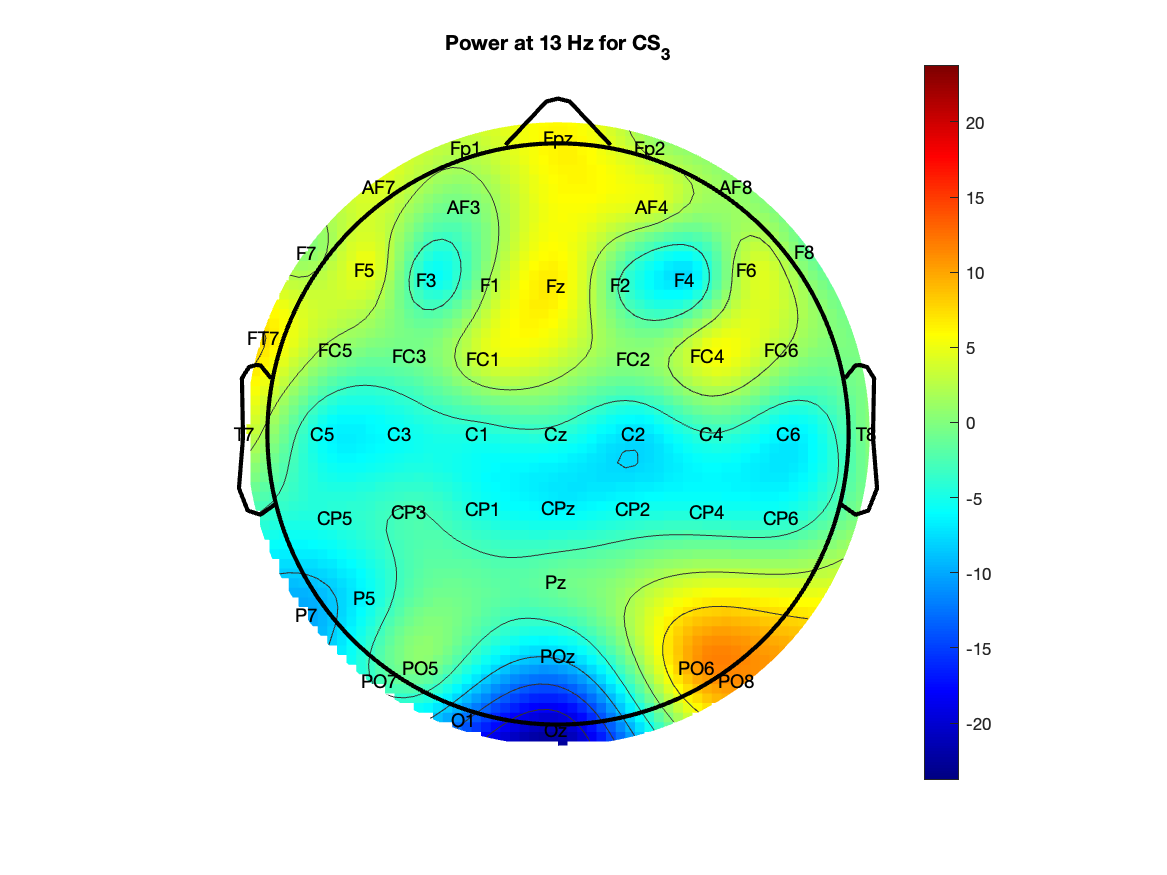 Power at 13 Hz for CS3
Fpz
Fp1 Fp2
AF7 AF8
AF3 AF4
F7 F8
F5 F3 F1 Fz F2 F4 F6
FT7
FC5 FC3 FC1 FC2 FC4 FC6
T7 C5 C3 C1 Cz C2 C4 C6 T8
CP5 CP3 CP1 CPz CP2 CP4 CP6
Pz
P7 P5
PO5 POz PO6
PO7 PO8
O1 Oz
20
15
10
5
0
-5
-10
-15
-20